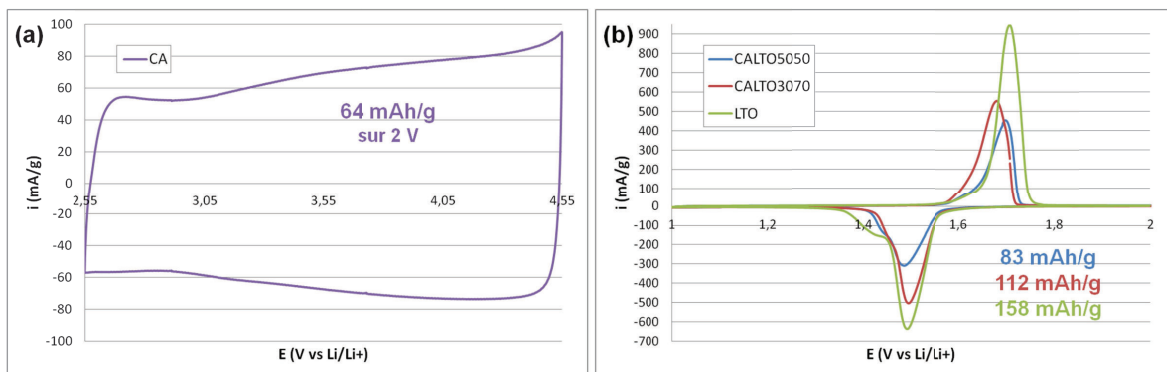 (a)
CA
100
80
60
40
20
0
-20
-40
-60
-80
-100
2,55
3,05
3,55
4,05
4,55
i (mA/g)
64 mAh/g
sur 2 V
E (V vs Li/Li+)
(b)
CALTO5050
CALTO3070
LTO
900
800
700
600
500
400
300
200
100
0
-100
-200
-300
-400
-500
-600
-700
1
1,2
1,4
1,6
1,8
2
i (mA/g)
83 mAh/g
112 mAh/g
158 mAh/g
E (V vs Li/Li+)